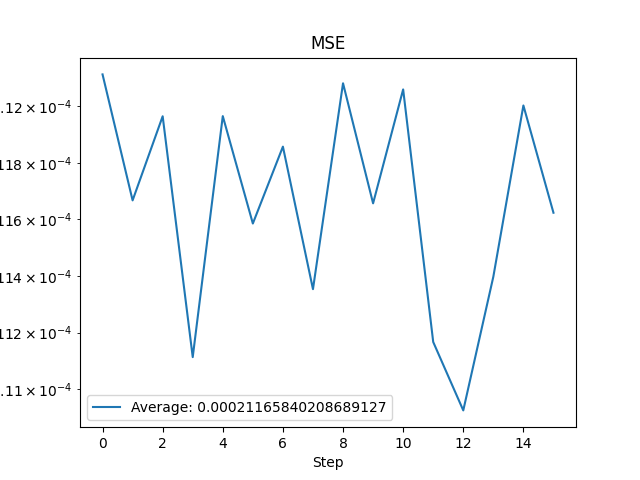 MSE
.12 × 10⁻⁴
118 × 10⁻⁴
116 × 10⁻⁴
114 × 10⁻⁴
112 × 10⁻⁴
.11 × 10⁻⁴
Average: 0.00021165840208689127
0 2 4 6 8 10 12 14
Step